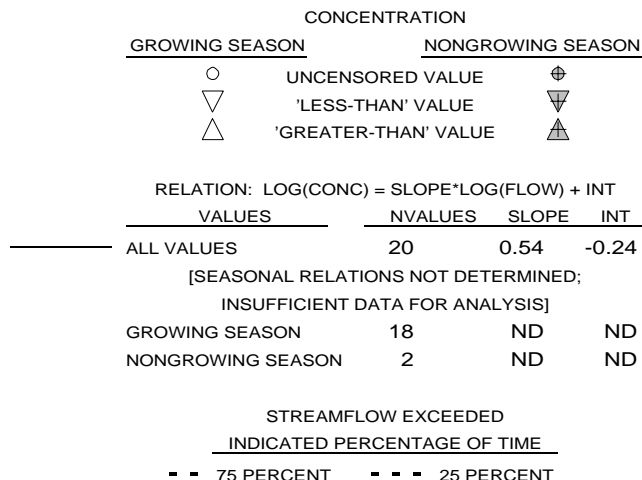 CONCENTRATION
GROWING SEASON NONGROWING SEASON
UNCENSORED VALUE
'LESS-THAN' VALUE
'GREATER-THAN' VALUE
RELATION: LOG(CONC) = SLOPE*LOG(FLOW) + INT
VALUES NVALUES SLOPE INT
ALL VALUES 20 0.54 -0.24
[SEASONAL RELATIONS NOT DETERMINED;
INSUFFICIENT DATA FOR ANALYSIS]
GROWING SEASON 18 ND ND
NONGROWING SEASON 2 ND ND
STREAMFLOW EXCEEDED
INDICATED PERCENTAGE OF TIME
75 PERCENT 25 PERCENT